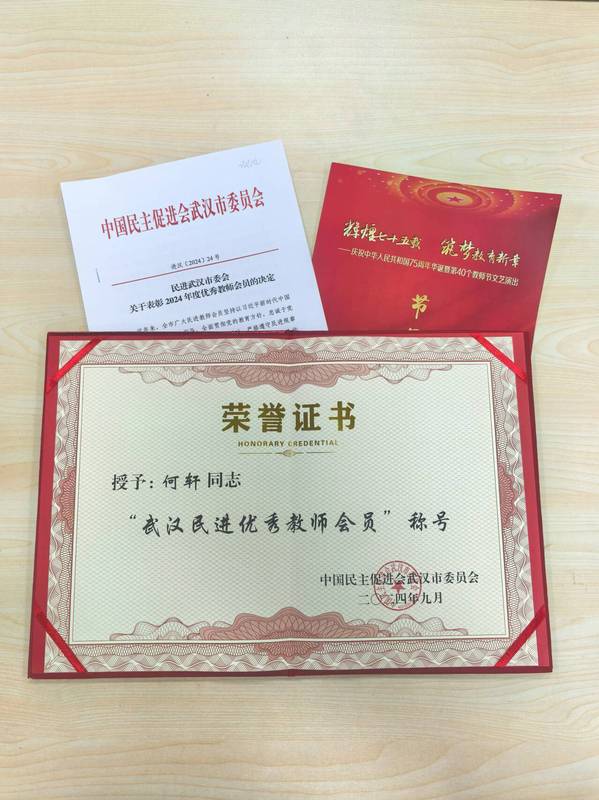 中国民主促进会武汉市委员会
进汉〔2024〕24号
民进武汉市委会
关于表彰2024年度优秀教师会员的决定
辉煌七十五载 筑梦教育新章
——庆祝中华人民共和国75周年华诞暨第40个教师节文艺演出
节
荣誉证书
HONORARY CREDENTIAL
授予：何轩同志
“武汉民进优秀教师会员”称号
中国民主促进会武汉市委员会
二〇二四年九月